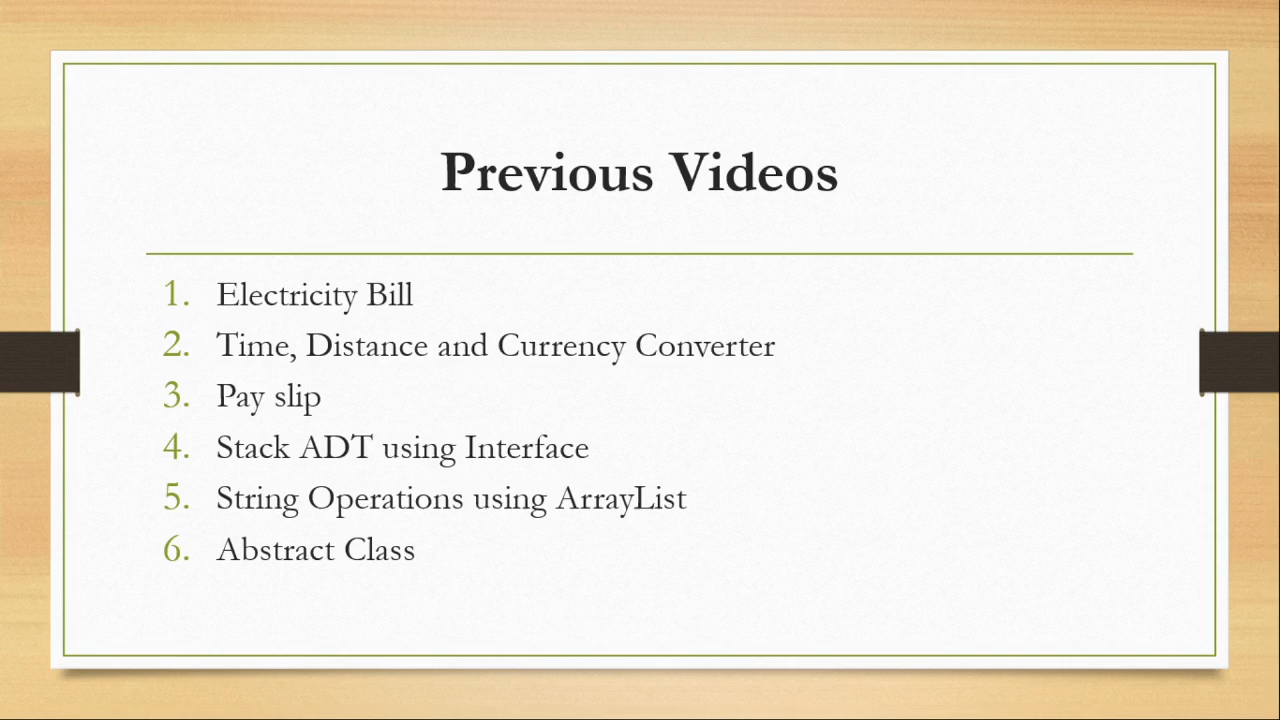 Previous Videos
1. Electricity Bill
2. Time, Distance and Currency Converter
3. Pay slip
4. Stack ADT using Interface
5. String Operations using ArrayList
6. Abstract Class